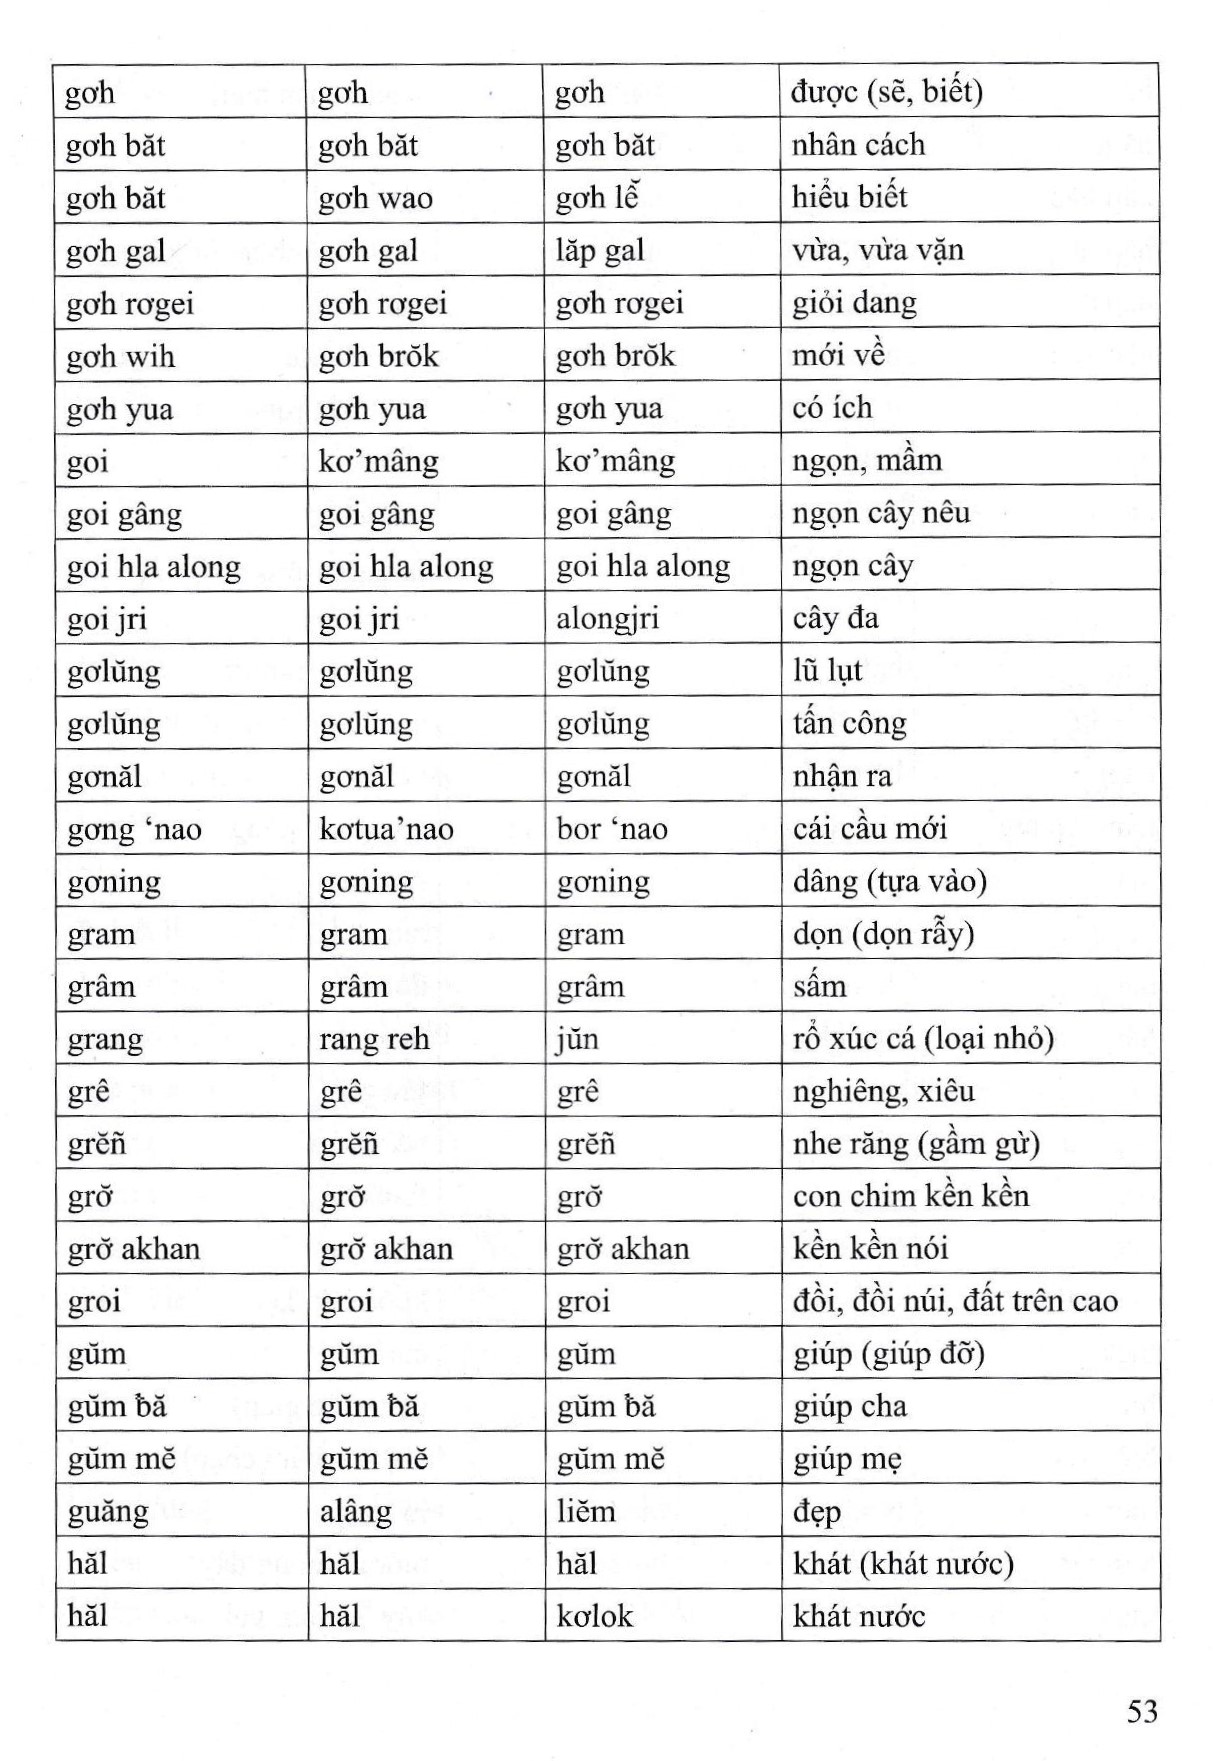 gơh gơh gơh được (sẽ, biết)
gơh băt gơh băt gơh băt nhân cách
gơh băt gơh wao gơh lễ̆ hiểu biết
gơh gal gơh gal lăp gal vừa, vừa vặn
gơh rơgei gơh rơgei gơh rơgei giỏi dang
gơh wih gơh brŏk gơh brŏk mới về
gơh yua gơh yua gơh yua có ích
goi kơ’mâng kơ’mâng ngọn, mầm
goi gâng goi gâng goi gâng ngọn cây nêu
goi hla along goi hla along goi hla along ngọn cây
goi jri goi jri alongjri cây đa
gơlŭng gơlŭng gơlŭng lũ lụt
gơlŭng gơlŭng gơlŭng tấn công
gơnăl gơnăl gơnăl nhận ra
gơng ‘nao kơtua’nao bor ‘nao cái cầu mới
gơning gơning gơning dâng (tựa vào)
gram gram gram dọn (dọn rẫy)
grâm grâm grâm sấm
grang rang reh jŭn rổ xúc cá (loại nhỏ)
grê grê grê nghiêng, xiêu
grĕñ grĕñ grĕñ nhe răng (gầm gừ)
grơ̆ grơ̆ grơ̆ con chim kền kền
grơ̆ akhan grơ̆ akhan grơ̆ akhan kền kền nói
groi groi groi đồi, đồi núi, đất trên cao
gŭm gŭm gŭm giúp (giúp đỡ)
gŭm ƀă gŭm ƀă gŭm ƀă giúp cha
gŭm mĕ gŭm mĕ gŭm mĕ giúp mẹ
guăng alâng liĕm đẹp
hăl hăl hăl khát (khát nước)
hăl hăl kơlok khát nước
53